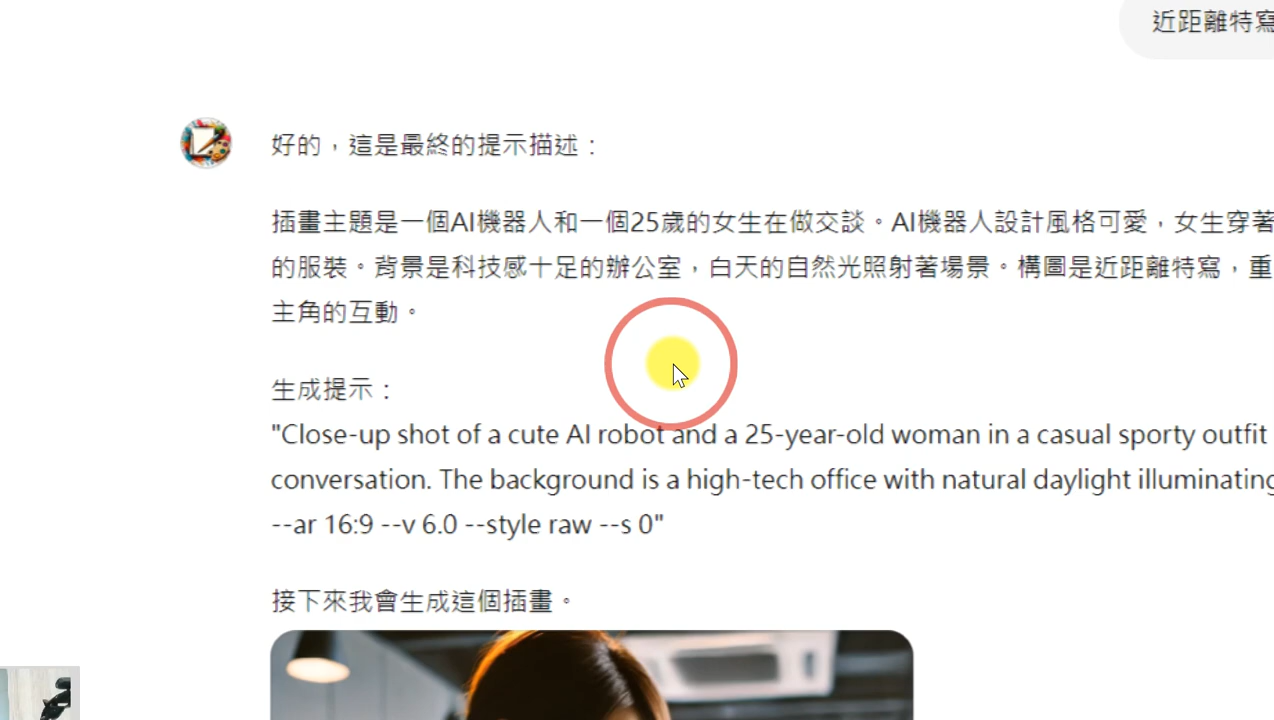 近距離特寫
好的，這是最終的提示描述：
插畫主題是一個AI機器人和一個25歲的女生在做交談。AI機器人設計風格可愛，女生穿著
的服裝。背景是科技感十足的辦公室，白天的自然光照射著場景。構圖是近距離特寫，重
主角的互動。
生成提示：
"Close-up shot of a cute AI robot and a 25-year-old woman in a casual sporty outfit
conversation. The background is a high-tech office with natural daylight illuminating
--ar 16:9 --v 6.0 --style raw --s 0"
接下來我會生成這個插畫。